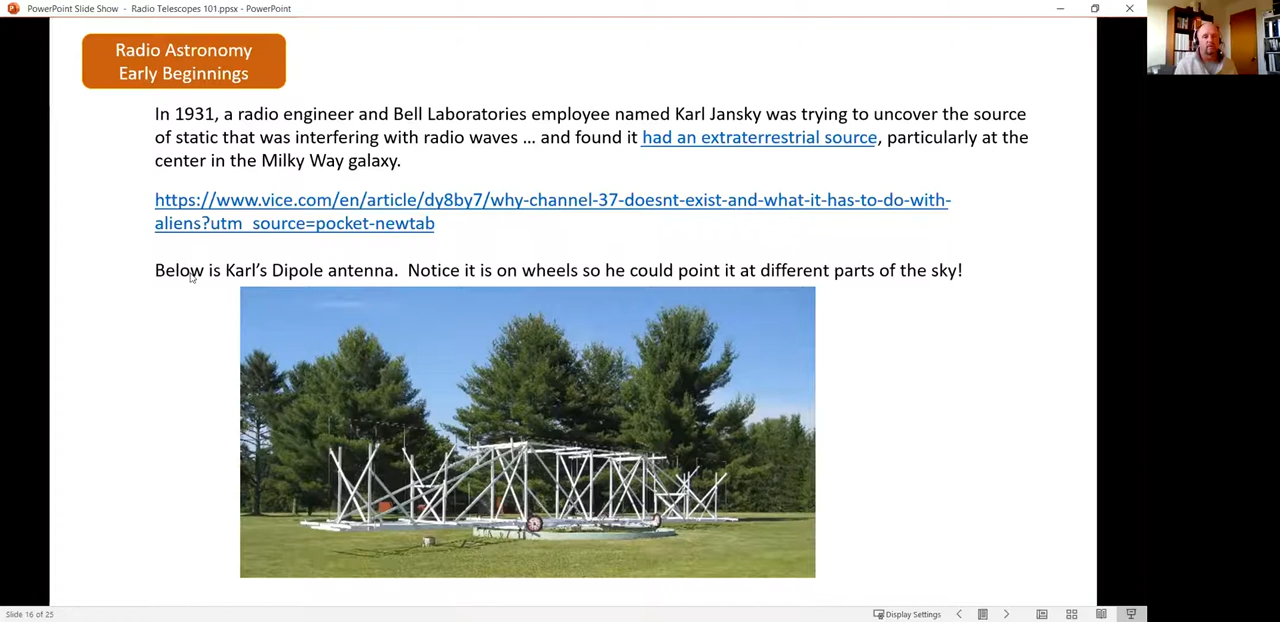 PowerPoint Slide Show - Radio Telescopes 101.ppsx - PowerPoint
Radio Astronomy
Early Beginnings
In 1931, a radio engineer and Bell Laboratories employee named Karl Jansky was trying to uncover the source
of static that was interfering with radio waves ... and found it had an extraterrestrial source, particularly at the
center in the Milky Way galaxy.
https://www.vice.com/en/article/dy8by7/why-channel-37-doesnt-exist-and-what-it-has-to-do-with-
aliens?utm_source=pocket-newtab
Below is Karl's Dipole antenna. Notice it is on wheels so he could point it at different parts of the sky!
Slide 16 of 25
Display Settings